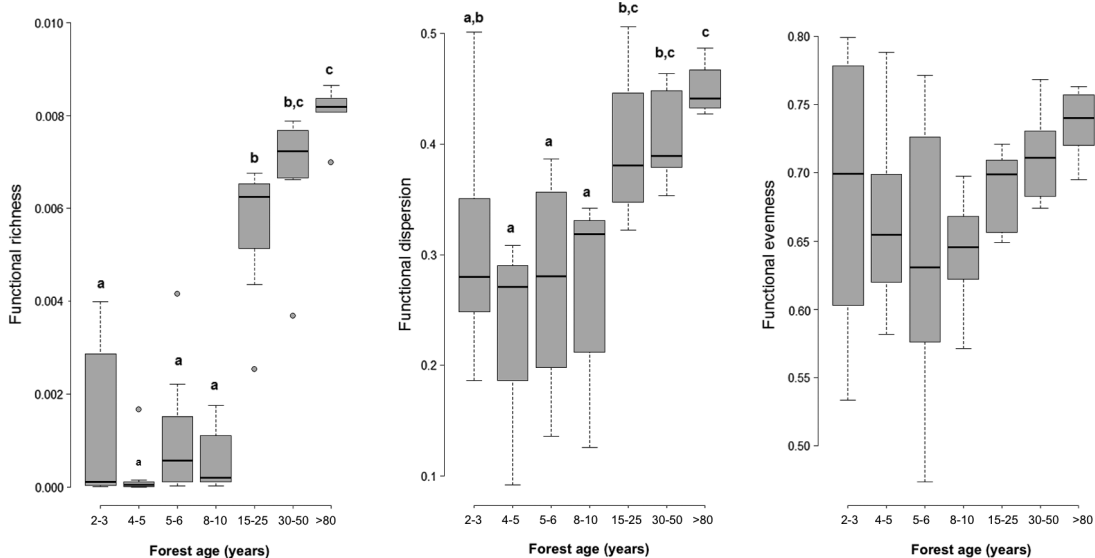 Functional richness
0.010
0.008
0.006
0.004
0.002
0.000
a
a
a
a
b
b,c
c
2-3
4-5
5-6
8-10
15-25
30-50
>80
Forest age (years)
Functional dispersion
0.5
0.4
0.3
0.2
0.1
a,b
a
a
a
b,c
b,c
c
2-3
4-5
5-6
8-10
15-25
30-50
>80
Forest age (years)
Functional evenness
0.80
0.75
0.70
0.65
0.60
0.55
0.50
2-3
4-5
5-6
8-10
15-25
30-50
>80
Forest age (years)